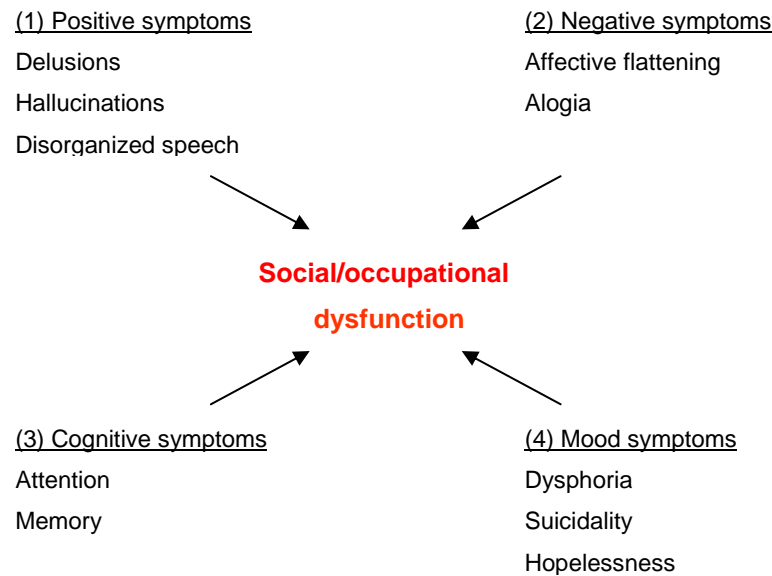 (1) Positive symptoms
Delusions
Hallucinations
Disorganized speech
(2) Negative symptoms
Affective flattening
Alogia
Social/occupational
dysfunction
(3) Cognitive symptoms
Attention
Memory
(4) Mood symptoms
Dysphoria
Suicidality
Hopelessness